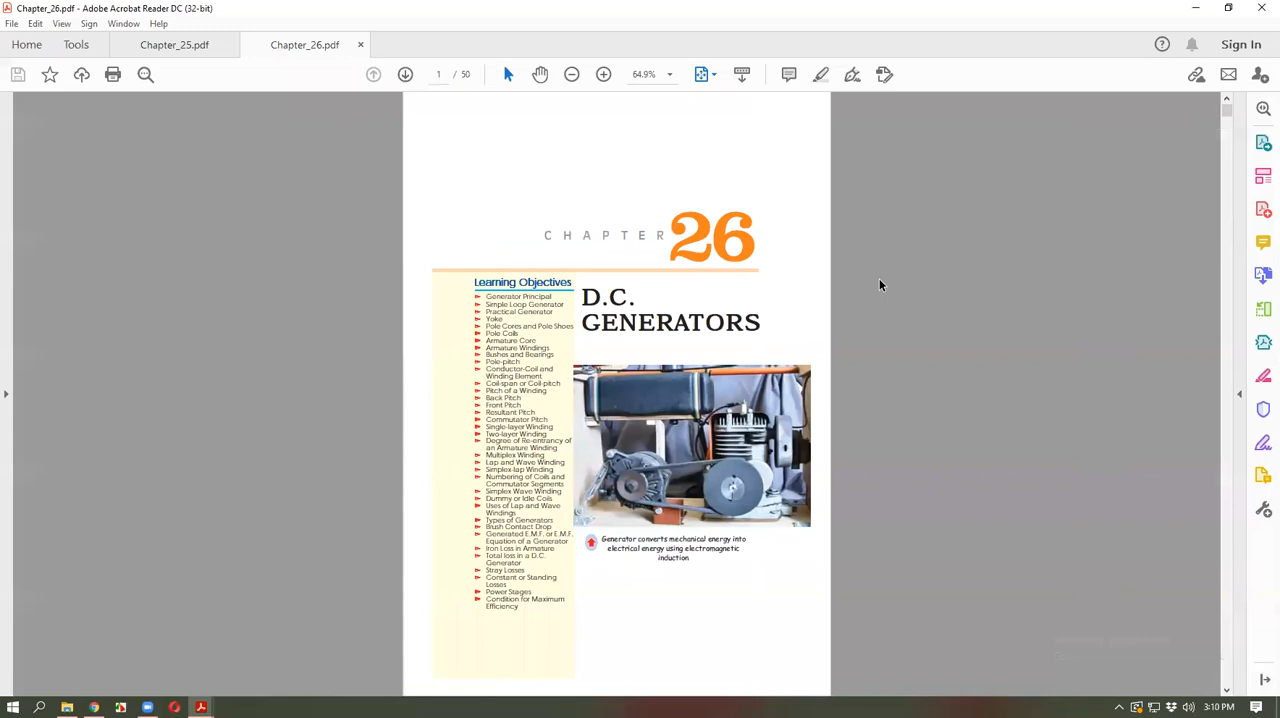 Chapter_26.pdf - Adobe Acrobat Reader DC (32-bit)
File Edit View Sign Window Help
Home Tools Chapter_25.pdf Chapter_26.pdf ×
Sign In
1 / 50 64.9%
CHAPTER 26
Learning Objectives
Generator Principal
Simple Loop Generator
Practical Generator
Yoke
Pole Cores and Pole Shoes
Pole Coils
Armature Core
Armature Windings
Bushes and Bearings
Pole-pitch
Conductor-Coil and
Winding Element
Coil-span or Coil-pitch
Pitch of a Winding
Back Pitch
Front Pitch
Resultant Pitch
Commutator Pitch
Single-layer Winding
Two-layer Winding
Degree of Re-entrancy of
an Armature Winding
Multiplex Winding
Lap and Wave Winding
Simplex-lap Winding
Numbering of Coils and
Commutator Segments
Simplex Wave Winding
Dummy or Idle Coils
Uses of Lap and Wave
Windings
Types of Generators
Brush Contact Drop
Generated E.M.F. or E.M.F.
Equation of a Generator
Iron Loss in Armature
Total loss in a D.C.
Generator
Stray Losses
Constant or Standing
Losses
Power Stages
Condition for Maximum
Efficiency
D.C.
GENERATORS
Generator converts mechanical energy into
electrical energy using electromagnetic
induction
3:10 PM